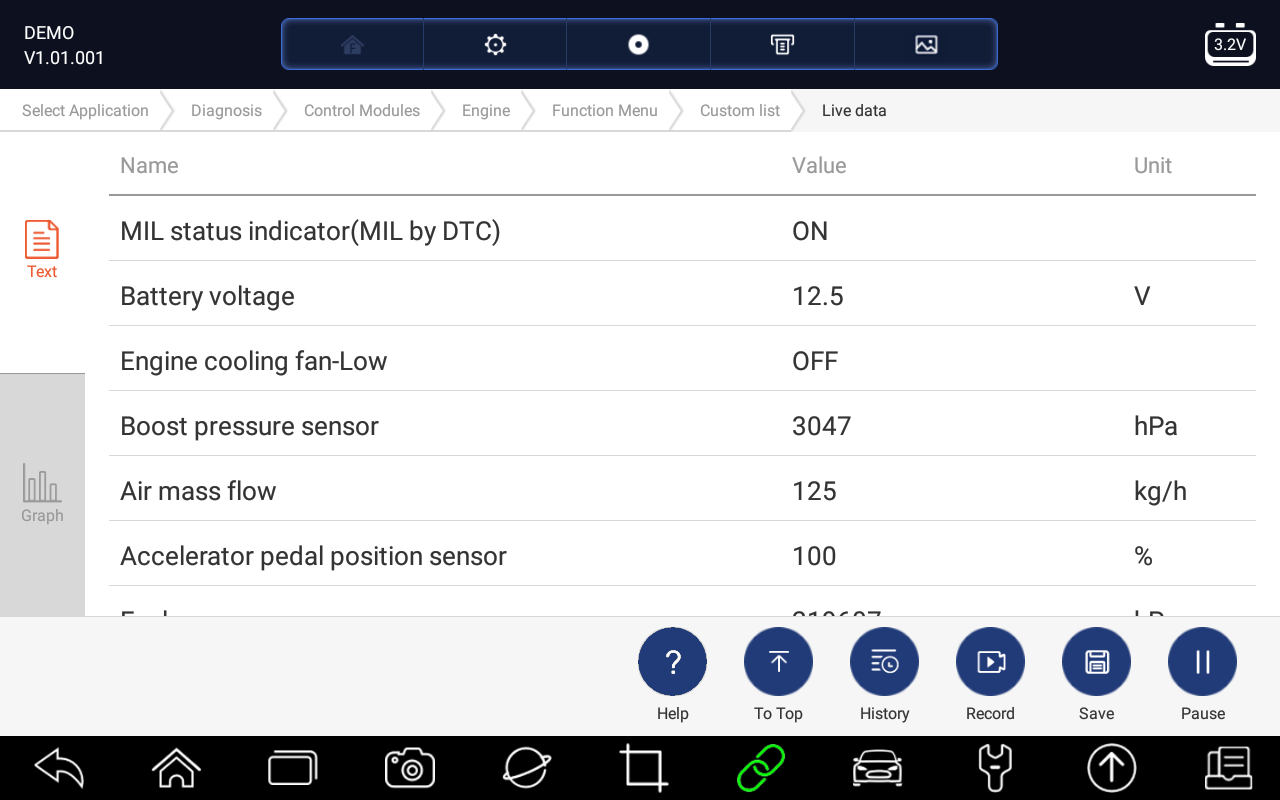 DEMO
V1.01.001
3.2V
Select Application
Diagnosis
Control Modules
Engine
Function Menu
Custom list
Live data
Name Value Unit
MIL status indicator(MIL by DTC) ON
Battery voltage 12.5 V
Engine cooling fan-Low OFF
Boost pressure sensor 3047 hPa
Air mass flow 125 kg/h
Accelerator pedal position sensor 100 %
Text
Graph
Help
To Top
History
Record
Save
Pause